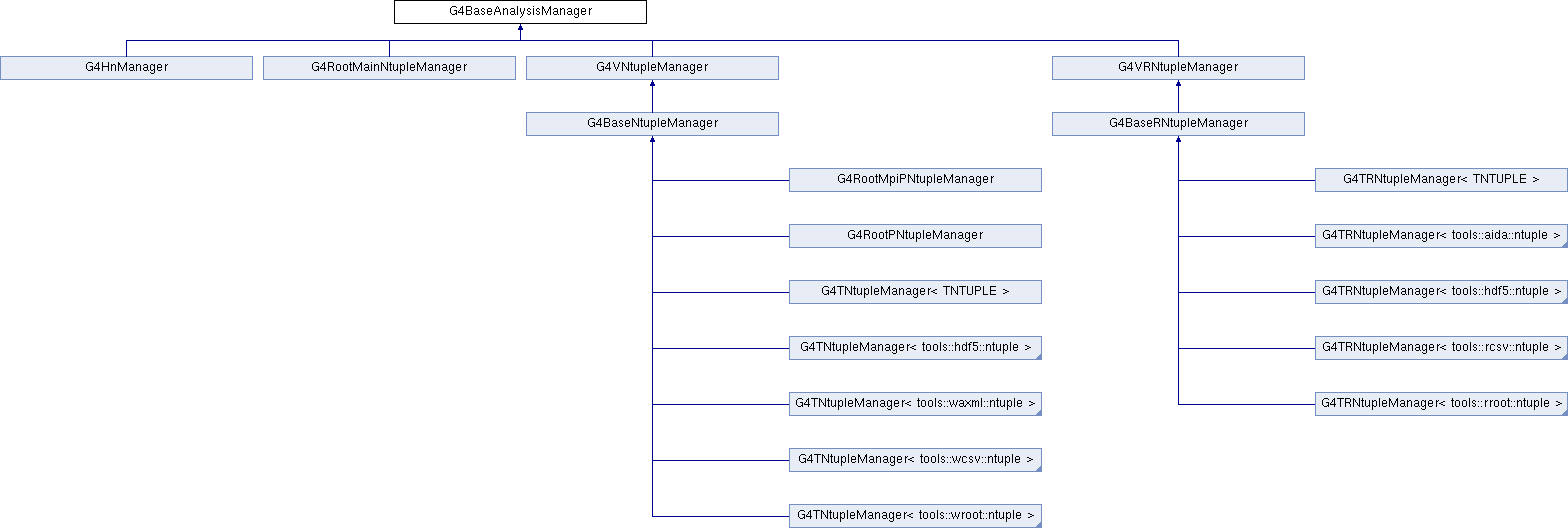 G4BaseAnalysisManager
G4HnManager
G4RootMainNtupleManager
G4VNtupleManager
G4VRNtupleManager
G4BaseNtupleManager
G4BaseRNtupleManager
G4RootMpiPNtupleManager
G4TRNtupleManager< TNTUPLE >
G4RootPNtupleManager
G4TRNtupleManager< tools::aida::ntuple >
G4TNtupleManager< TNTUPLE >
G4TRNtupleManager< tools::hdf5::ntuple >
G4TNtupleManager< tools::hdf5::ntuple >
G4TRNtupleManager< tools::rcsv::ntuple >
G4TNtupleManager< tools::waxml::ntuple >
G4TRNtupleManager< tools::rroot::ntuple >
G4TNtupleManager< tools::wcsv::ntuple >
G4TNtupleManager< tools::wroot::ntuple >